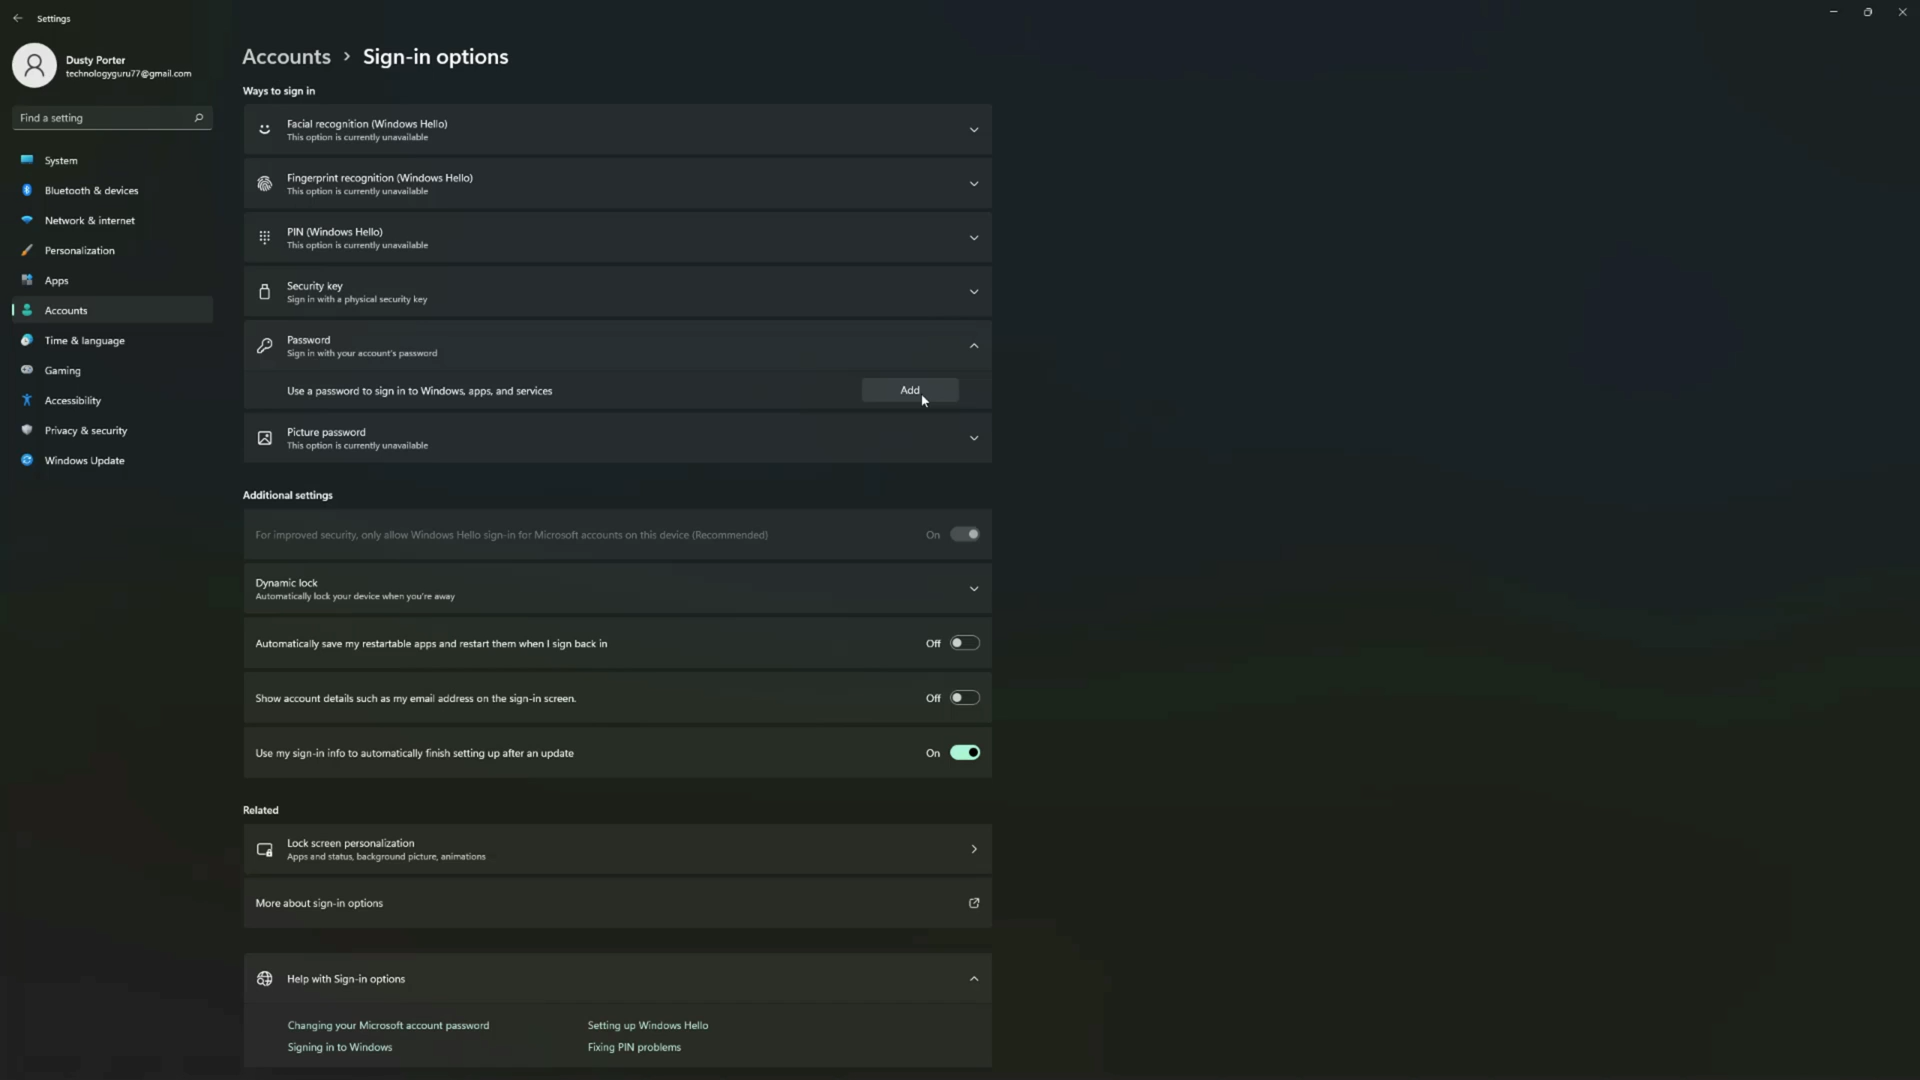 Settings
Dusty Porter
technologyguru77@gmail.com
Find a setting
System
Bluetooth & devices
Network & internet
Personalization
Apps
Accounts
Time & language
Gaming
Accessibility
Privacy & security
Windows Update
Accounts > Sign-in options
Ways to sign in
Facial recognition (Windows Hello)
This option is currently unavailable
Fingerprint recognition (Windows Hello)
This option is currently unavailable
PIN (Windows Hello)
This option is currently unavailable
Security key
Sign in with a physical security key
Password
Sign in with your account's password
Use a password to sign in to Windows, apps, and services
Add
Picture password
This option is currently unavailable
Additional settings
For improved security, only allow Windows Hello sign-in for Microsoft accounts on this device (Recommended)
On
Dynamic lock
Automatically lock your device when you're away
Automatically save my restartable apps and restart them when I sign back in
Off
Show account details such as my email address on the sign-in screen.
Off
Use my sign-in info to automatically finish setting up after an update
On
Related
Lock screen personalization
Apps and status, background picture, animations
More about sign-in options
Help with Sign-in options
Changing your Microsoft account password
Setting up Windows Hello
Signing in to Windows
Fixing PIN problems